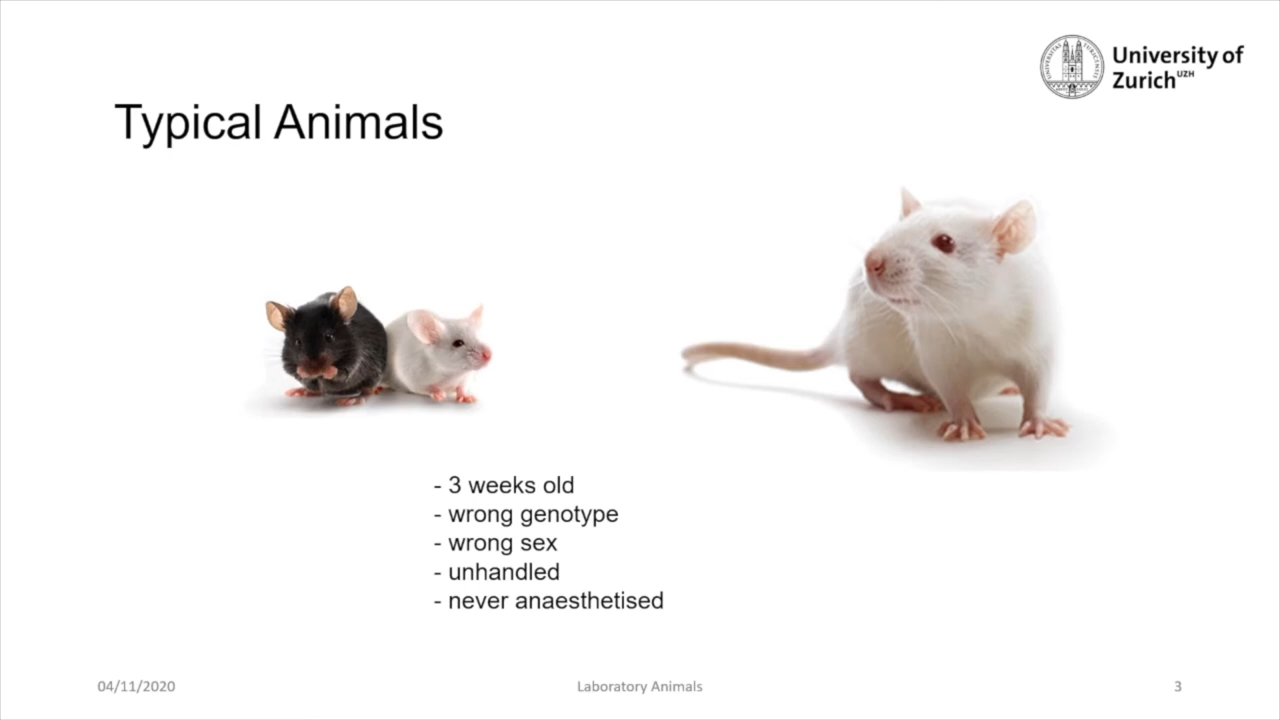 University of
Zurich UZH
Typical Animals
- 3 weeks old
- wrong genotype
- wrong sex
- unhandled
- never anaesthetised
04/11/2020
Laboratory Animals
3